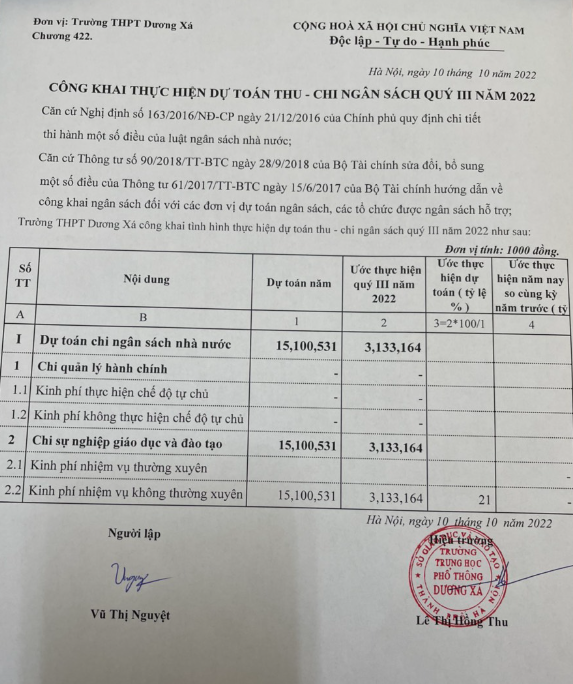 Đơn vị: Trường THPT Dương Xá
Chương 422.
CỘNG HOÀ XÃ HỘI CHỦ NGHĨA VIỆT NAM
Độc lập - Tự do - Hạnh phúc
Hà Nội, ngày 10 tháng 10 năm 2022
CÔNG KHAI THỰC HIỆN DỰ TOÁN THU - CHI NGÂN SÁCH QUÝ III NĂM 2022
Căn cứ Nghị định số 163/2016/NĐ-CP ngày 21/12/2016 của Chính phủ quy định chi tiết
thi hành một số điều của luật ngân sách nhà nước;
Căn cứ Thông tư số 90/2018/TT-BTC ngày 28/9/2018 của Bộ Tài chính sửa đổi, bổ sung
một số điều của Thông tư 61/2017/TT-BTC ngày 15/6/2017 của Bộ Tài chính hướng dẫn về
công khai ngân sách đối với các đơn vị dự toán ngân sách, các tổ chức được ngân sách hỗ trợ;
Trường THPT Dương Xá công khai tình hình thực hiện dự toán thu - chi ngân sách quý III năm 2022 như sau:
Đơn vị tính: 1000 đồng.
Số TT | Nội dung | Dự toán năm | Ước thực hiện quý III năm 2022 | Ước thực hiện dự toán ( tỷ lệ % ) | Ước thực hiện năm nay so cùng kỳ năm trước ( tỷ
A | B | 1 | 2 | 3=2*100/1 | 4
I | Dự toán chi ngân sách nhà nước | 15,100,531 | 3,133,164
1 | Chi quản lý hành chính | - | -
1.1 | Kinh phí thực hiện chế độ tự chủ | - | -
1.2 | Kinh phí không thực hiện chế độ tự chủ | - | -
2 | Chi sự nghiệp giáo dục và đào tạo | 15,100,531 | 3,133,164
2.1 | Kinh phí nhiệm vụ thường xuyên | -
2.2 | Kinh phí nhiệm vụ không thường xuyên | 15,100,531 | 3,133,164 | 21 | -
Hà Nội, ngày 10 tháng 10 năm 2022
Người lập
Hiệu trưởng
TRƯỜNG
TRUNG HỌC
PHỔ THÔNG
DƯƠNG XÁ
Vũ Thị Nguyệt
Lê Thị Hồng Thu